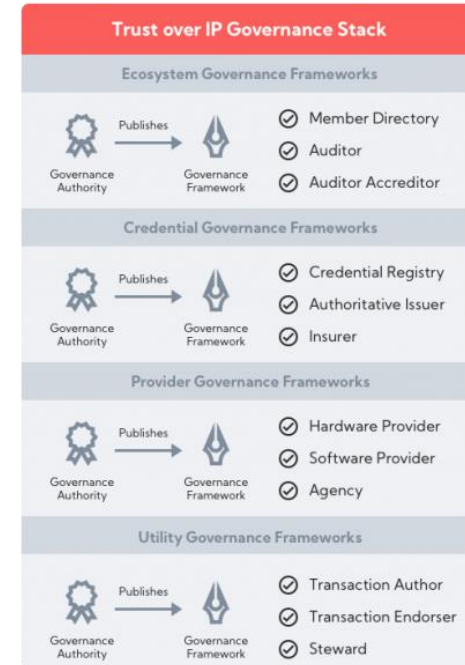 Trust over IP Governance Stack
Ecosystem Governance Frameworks
Publishes
Governance
Authority
Governance
Framework
Member Directory
Auditor
Auditor Accreditor
Credential Governance Frameworks
Publishes
Governance
Authority
Governance
Framework
Credential Registry
Authoritative Issuer
Insurer
Provider Governance Frameworks
Publishes
Governance
Authority
Governance
Framework
Hardware Provider
Software Provider
Agency
Utility Governance Frameworks
Publishes
Governance
Authority
Governance
Framework
Transaction Author
Transaction Endorser
Steward